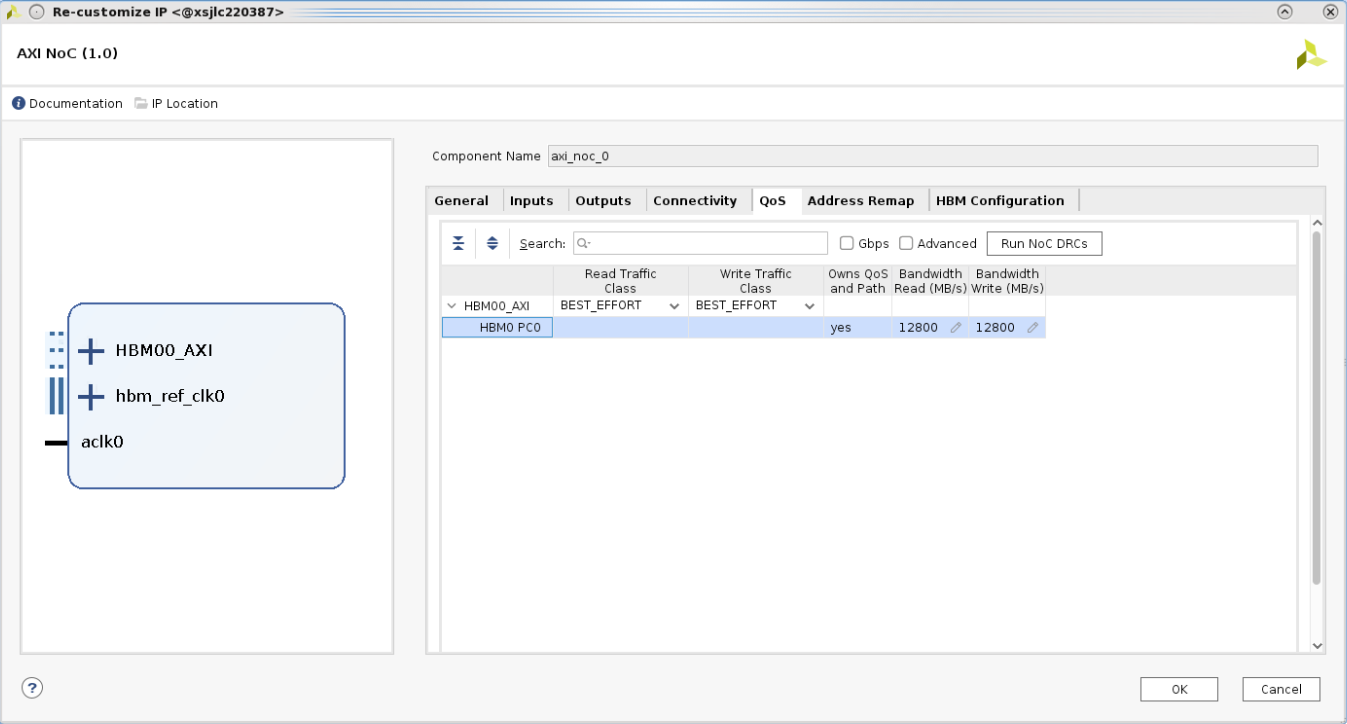 Re-customize IP <@xsjlc220387>
AXI NoC (1.0)
Documentation IP Location
Component Name axi_noc_0
General Inputs Outputs Connectivity QoS Address Remap HBM Configuration
Search: Gbps Advanced Run NoC DRCs
Read Traffic Write Traffic Owns QoS Bandwidth Bandwidth
Class Class and Path Read (MB/s) Write (MB/s)
HBM00_AXI BEST_EFFORT BEST_EFFORT
HBM0 PC0 yes 12800 12800
HBM00_AXI
hbm_ref_clk0
aclk0
? OK Cancel